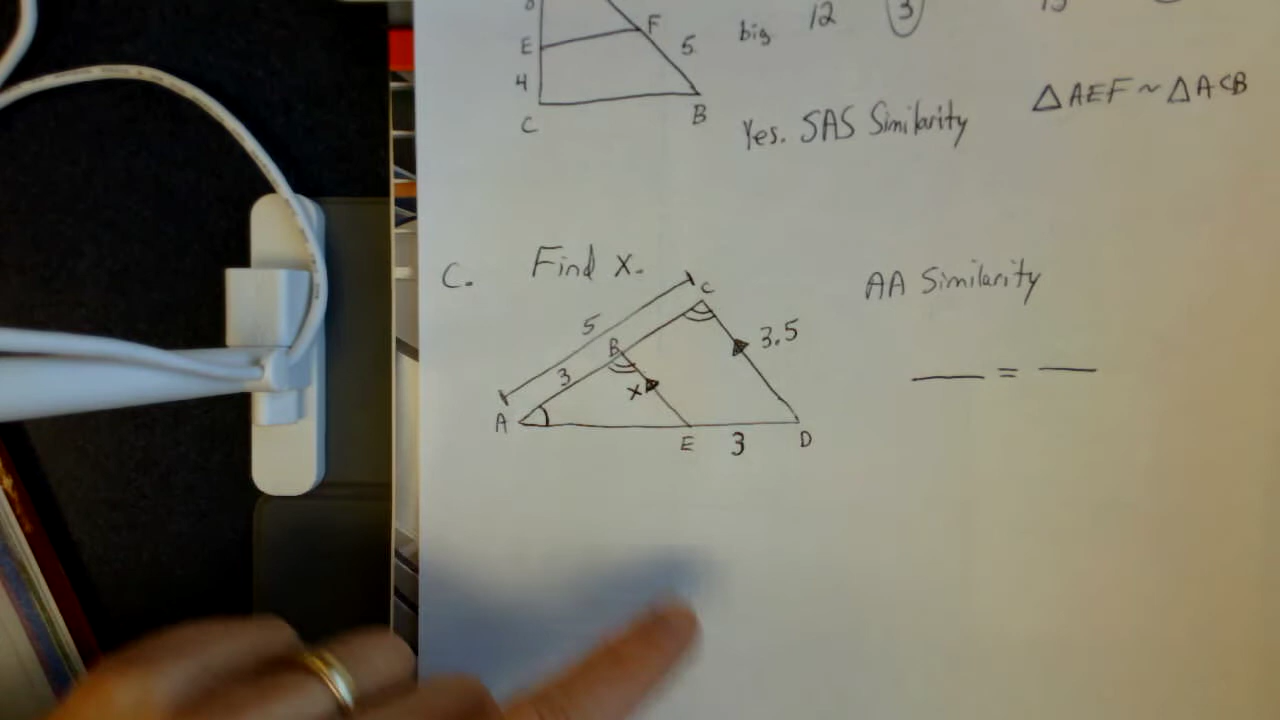 E F 5 big 12 3
4
C B
Yes. SAS Similarity △AEF ~ △ACB
C. Find x. AA Similarity
C
5 3.5
B
3 x ___ = ___
A E 3 D